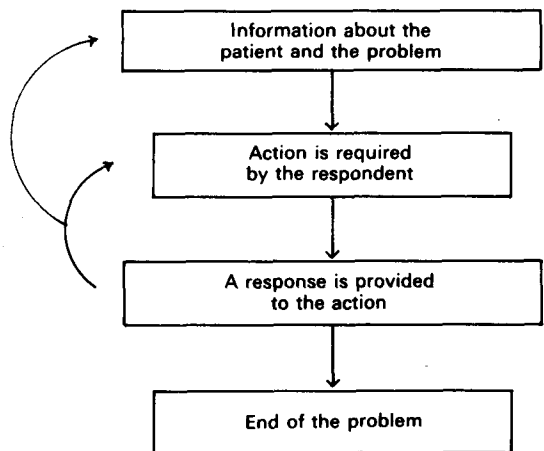 Information about the
patient and the problem
Action is required
by the respondent
A response is provided
to the action
End of the problem